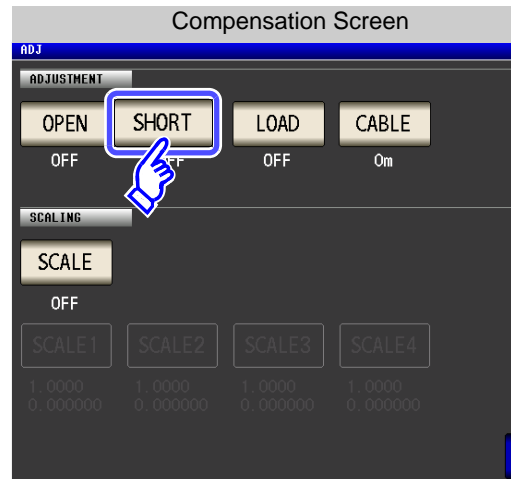 Compensation Screen
ADJ
ADJUSTMENT
OPEN SHORT LOAD CABLE
OFF OFF OFF 0m
SCALING
SCALE
OFF
SCALE1 SCALE2 SCALE3 SCALE4
1.0000 1.0000 1.0000 1.0000
0.000000 0.000000 0.000000 0.000000